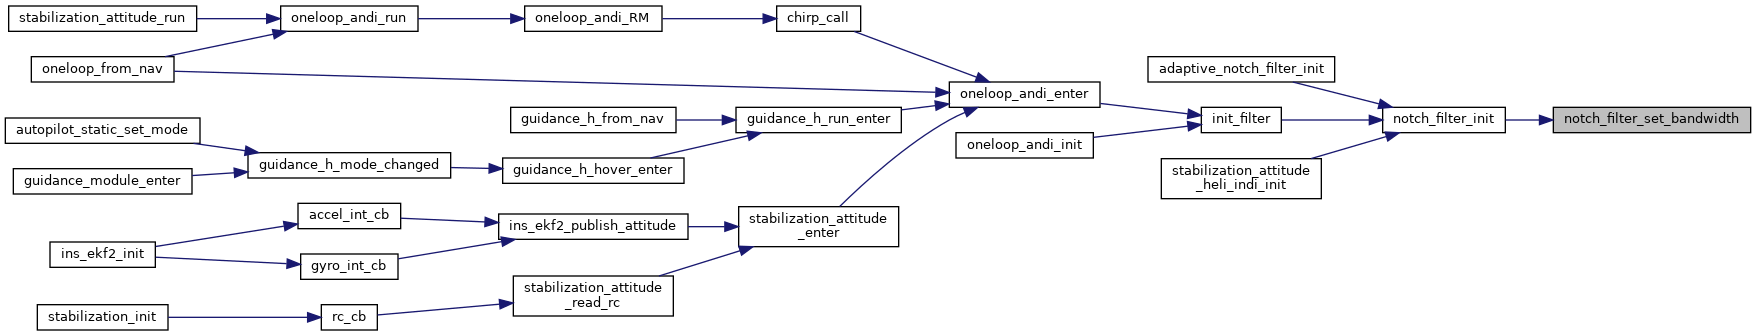 stabilization_attitude_run
oneloop_andi_run
oneloop_andi_RM
chirp_call
oneloop_from_nav
adaptive_notch_filter_init
oneloop_andi_enter
guidance_h_from_nav
guidance_h_run_enter
init_filter
notch_filter_init
notch_filter_set_bandwidth
autopilot_static_set_mode
oneloop_andi_init
guidance_h_mode_changed
guidance_h_hover_enter
guidance_module_enter
stabilization_attitude
_heli_indi_init
accel_int_cb
ins_ekf2_publish_attitude
stabilization_attitude
_enter
ins_ekf2_init
gyro_int_cb
stabilization_attitude
_read_rc
stabilization_init
rc_cb